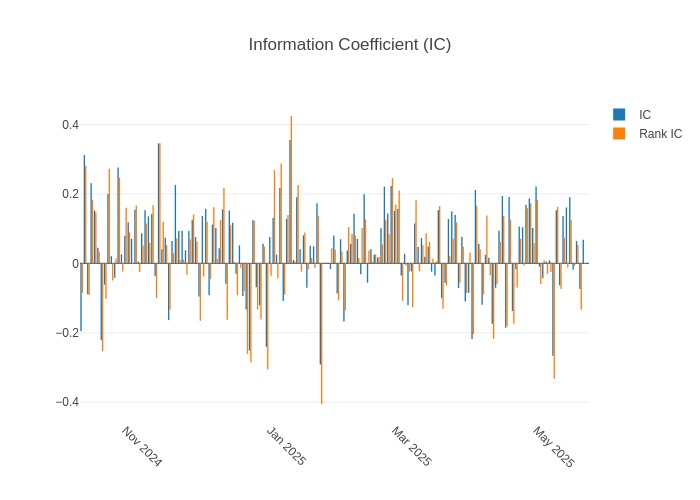 Information Coefficient (IC)
IC
Rank IC
0.4
0.2
0
−0.2
−0.4
Nov 2024
Jan 2025
Mar 2025
May 2025